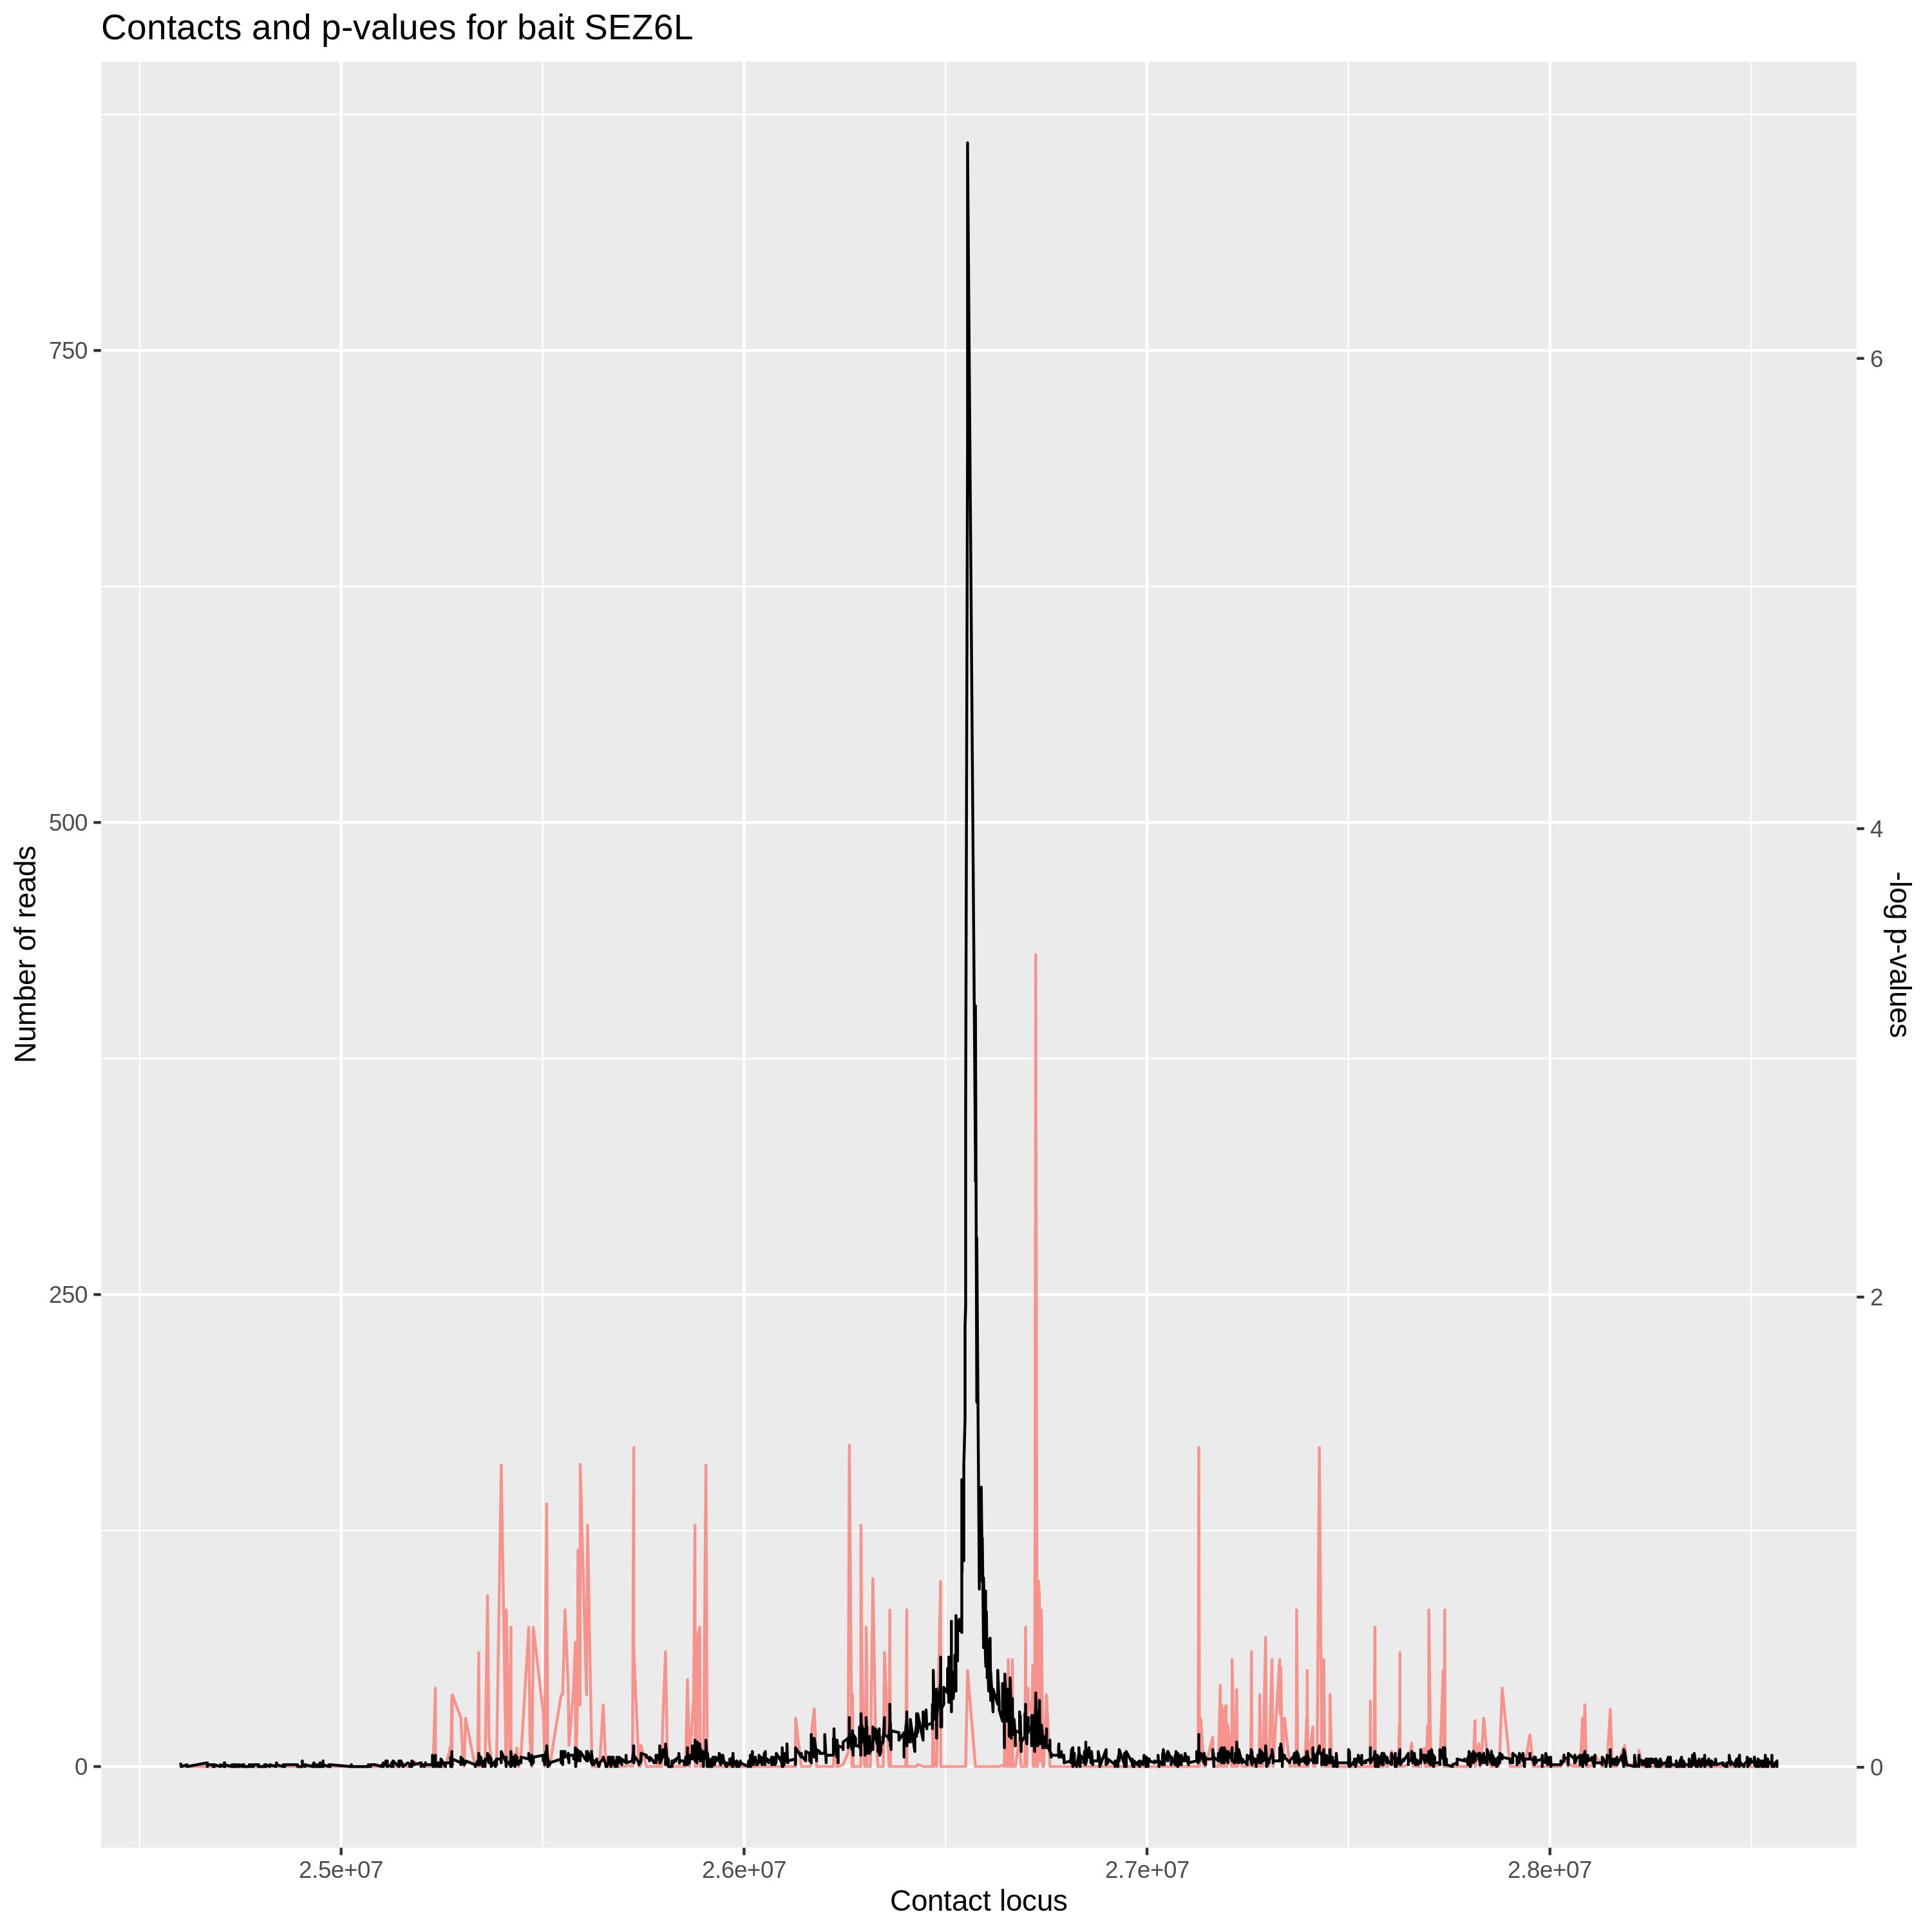 Contacts and p-values for bait SEZ6L
Number of reads
750
500
250
0
6
4
2
0
-log p-values
2.5e+07
2.6e+07
2.7e+07
2.8e+07
Contact locus